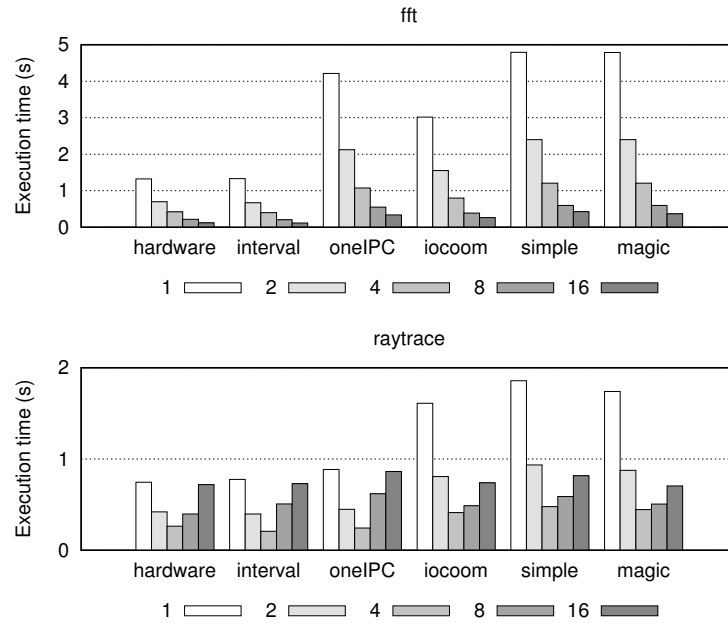 fft
Execution time (s)
5
4
3
2
1
0
hardware interval oneIPC iocoom simple magic
1 2 4 8 16
raytrace
Execution time (s)
2
1
0
hardware interval oneIPC iocoom simple magic
1 2 4 8 16